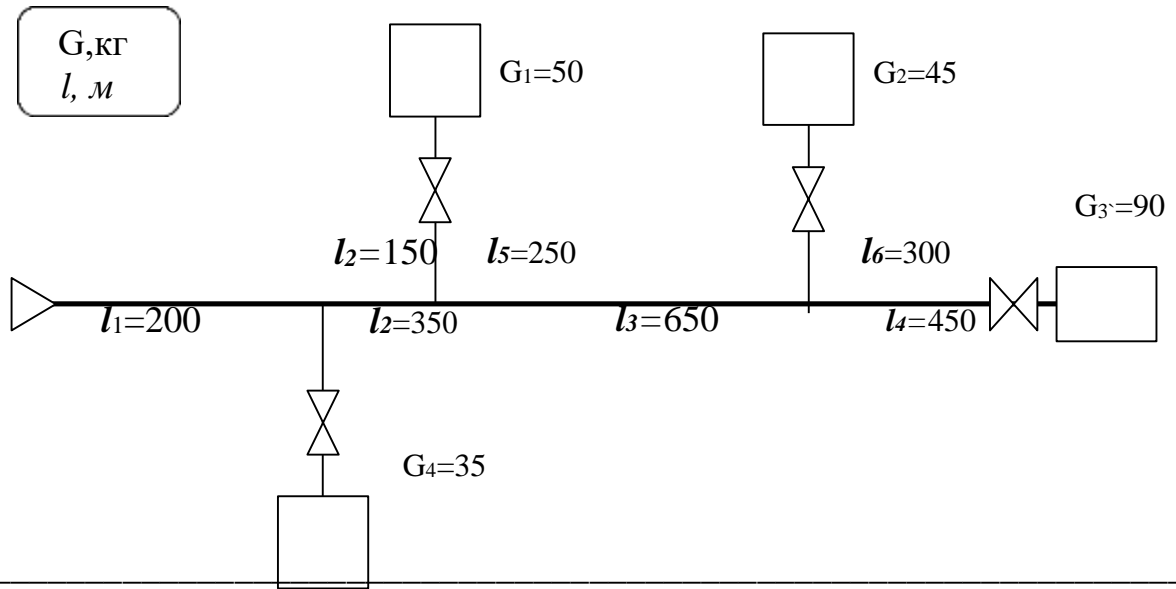 G,кг
l, м
G1=50
G2=45
G3`=90
l2=150
l5=250
l6=300
l1=200
l2=350
l3=650
l4=450
G4=35